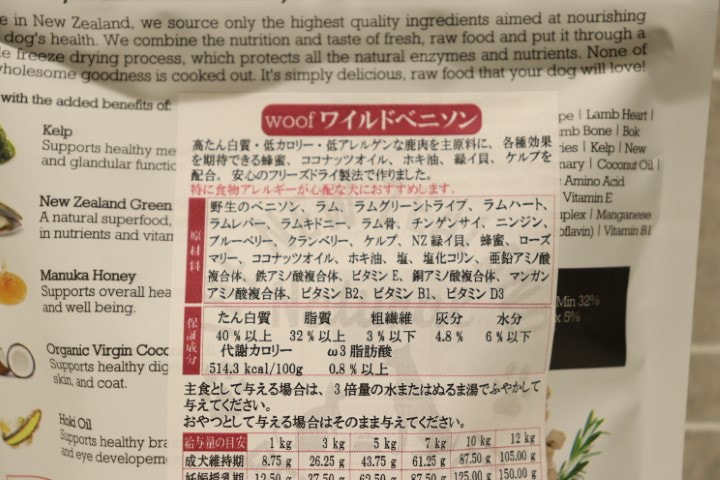 e in New Zealand, we source only the highest quality ingredients aimed at nourishing
dog's health. We combine the nutrition and taste of fresh, raw food and put it through a
le freeze drying process, which protects all the natural enzymes and nutrients. None of
wholesome goodness is cooked out. It's simply delicious, raw food that your dog will love!
with the added benefits of:
Kelp
Supports healthy me
and glandular functi
New Zealand Green
A natural superfood,
in nutrients and vitam
Manuka Honey
Supports overall hea
and well being.
Organic Virgin Coco
Supports healthy dig
skin, and coat.
Hoki Oil
Supports healthy bra
and eye developem
woof ワイルドベニソン
高たん白質・低カロリー・低アレルゲンな鹿肉を主原料に、各種効果
を期待できる蜂蜜、ココナッツオイル、ホキ油、緑イ貝、ケルプを
配合。安心のフリーズドライ製法で作りました。
特に食物アレルギーが心配な犬におすすめします。
原材料
野生のベニソン、ラム、ラムグリーントライプ、ラムハート、
ラムレバー、ラムキドニー、ラム骨、チンゲンサイ、ニンジン、
ブルーベリー、クランベリー、ケルプ、NZ 緑イ貝、蜂蜜、ローズ
マリー、ココナッツオイル、ホキ油、塩、塩化コリン、亜鉛アミノ酸
複合体、鉄アミノ酸複合体、ビタミン E、銅アミノ酸複合体、マンガン
アミノ酸複合体、ビタミン B2、ビタミン B1、ビタミン D3
保証成分
たん白質 脂質 粗繊維 灰分 水分
40 % 以上 32 % 以上 3 % 以下 4.8 % 6 % 以下
代謝カロリー ω3 脂肪酸
514.3 kcal/100g 0.8 % 以上
主食として与える場合は、3 倍量の水またはぬるま湯でふやかして
与えてください。
おやつとして与える場合はそのまま与えてください。
給与量の目安 1 kg 3 kg 5 kg 7 kg 10 kg 12 kg
成犬維持期 8.75 g 26.25 g 43.75 g 61.25 g 87.50 g 105.00 g
妊娠授乳期 12.50 g 37.50 g 62.50 g 87.50 g 125.00 g 150.00 g
pe | Lamb Heart |
mb Bone | Bok
ies | Kelp | New
nary | Coconut Oil |
Amino Acid
Vitamin E
mplex | Manganese
oflavin) | Vitamin B1
Min 32%
x 5%